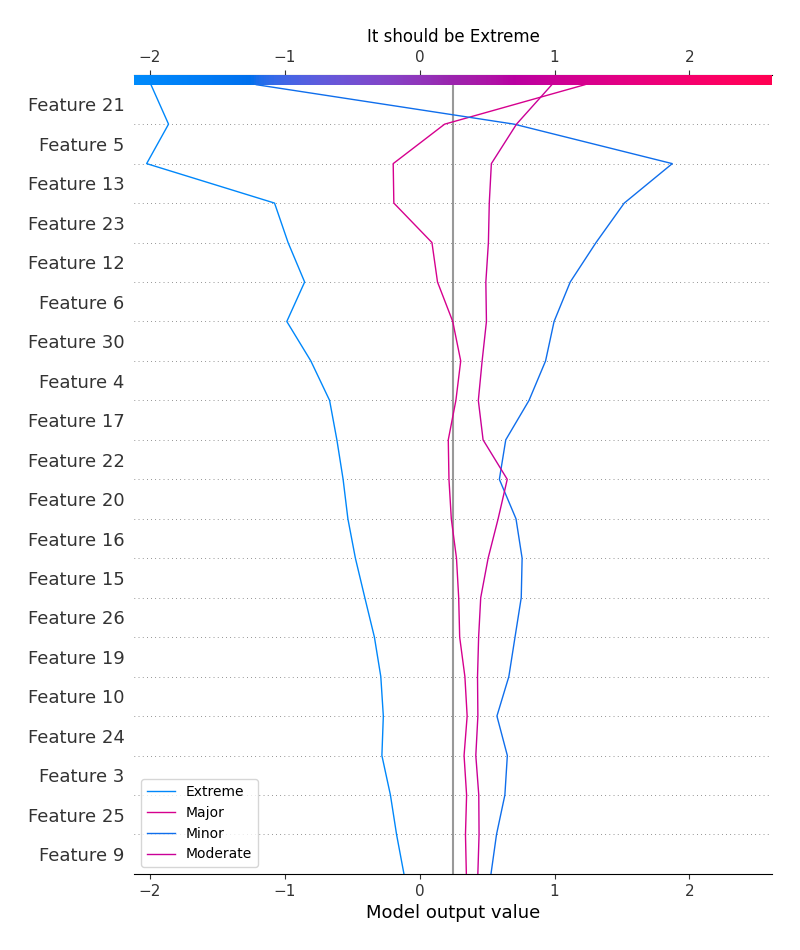 It should be Extreme
−2 −1 0 1 2
Feature 21
Feature 5
Feature 13
Feature 23
Feature 12
Feature 6
Feature 30
Feature 4
Feature 17
Feature 22
Feature 20
Feature 16
Feature 15
Feature 26
Feature 19
Feature 10
Feature 24
Feature 3
Feature 25
Feature 9
Extreme
Major
Minor
Moderate
−2 −1 0 1 2
Model output value